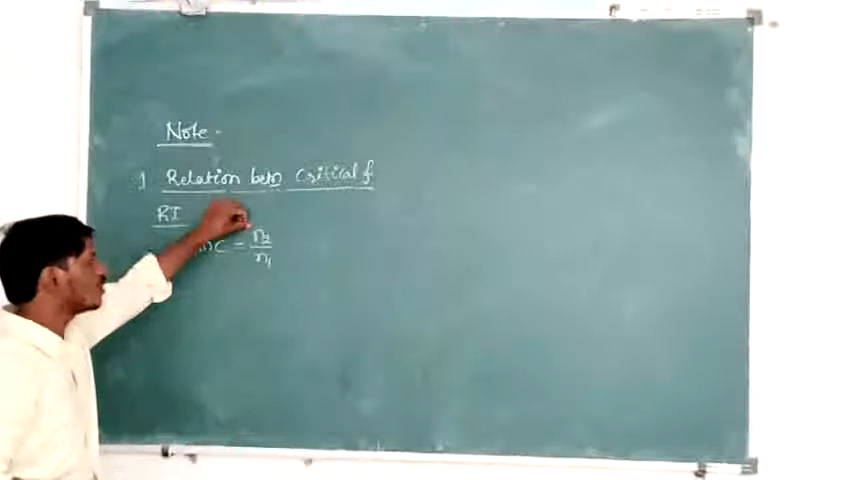 Note -
1 Relation betn Critical &
RI
C = n2/n1